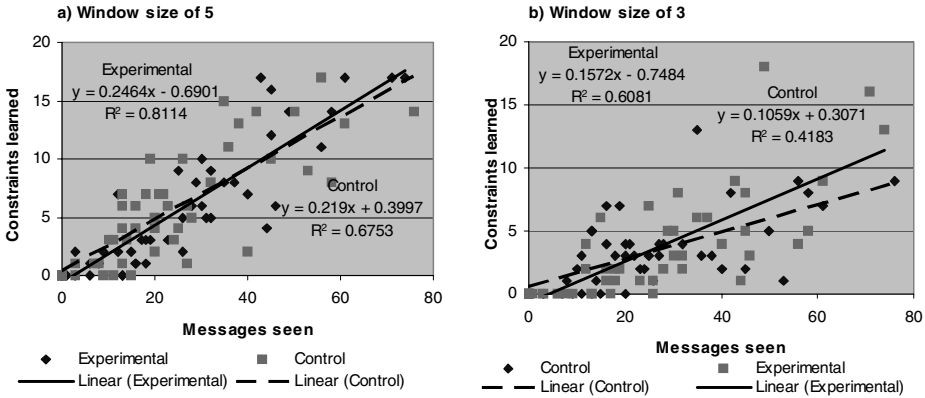 a) Window size of 5
20
15
10
5
0
Constraints learned
Experimental
y = 0.2464x - 0.6901
R² = 0.8114
Control
y = 0.219x + 0.3997
R² = 0.6753
0 20 40 60 80
Messages seen
Experimental Control
Linear (Experimental) Linear (Control)
b) Window size of 3
20
15
10
5
0
Constraints learned
Experimental
y = 0.1572x - 0.7484
R² = 0.6081
Control
y = 0.1059x + 0.3071
R² = 0.4183
0 20 40 60 80
Messages seen
Control Experimental
Linear (Control) Linear (Experimental)